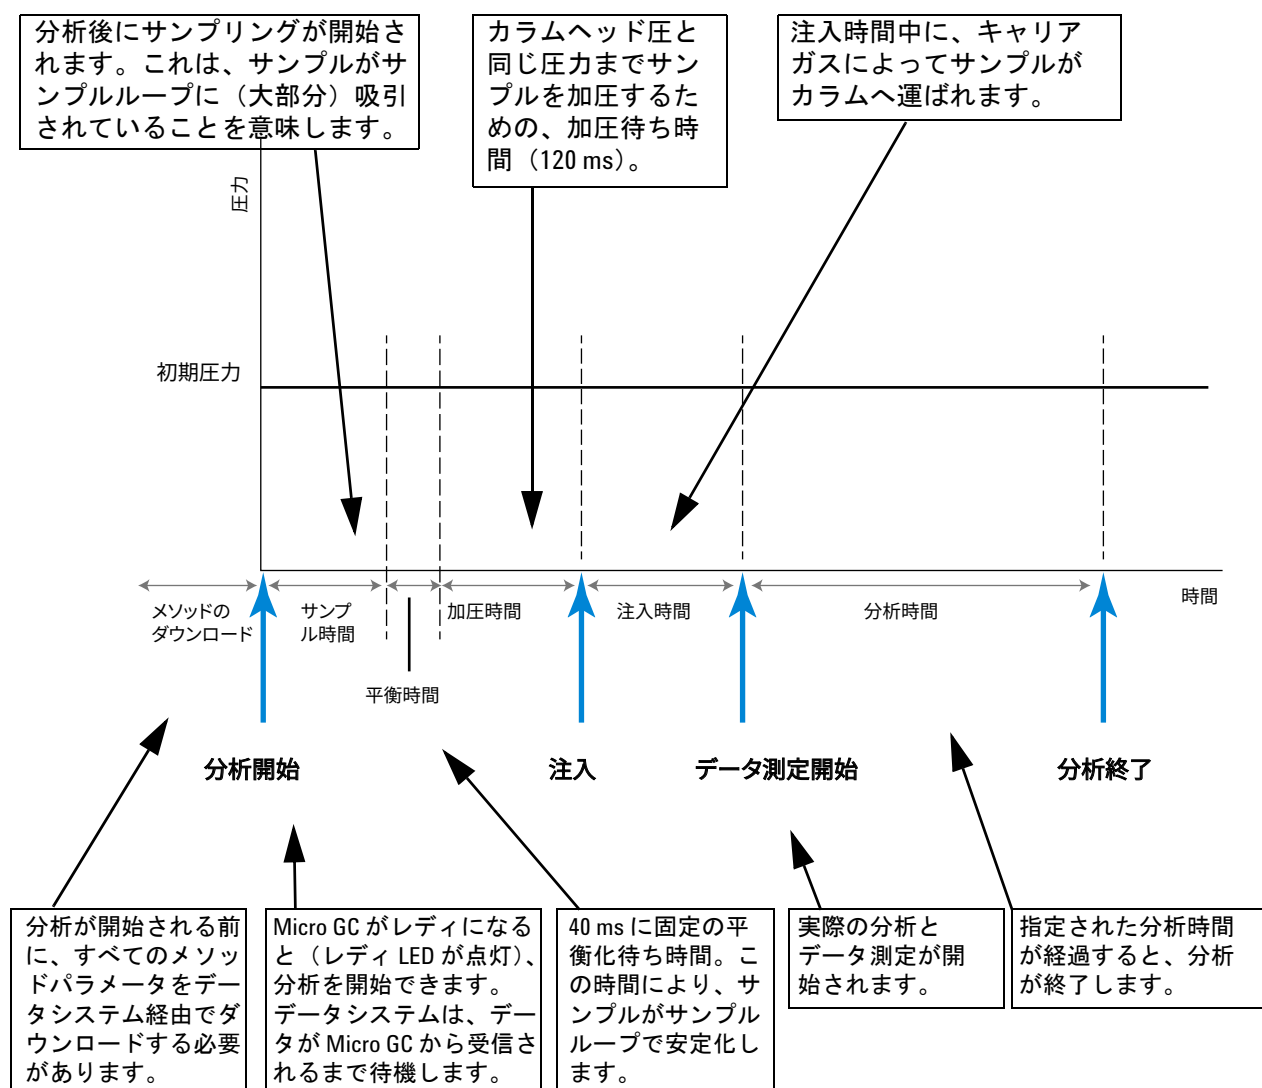 分析後にサンプリングが開始さ
れます。これは、サンプルがサ
ンプルループに（大部分）吸引
されていることを意味します。
カラムヘッド圧と
同じ圧力までサン
プルを加圧するた
めの、加圧待ち時
間（120 ms）。
注入時間中に、キャリア
ガスによってサンプルが
カラムへ運ばれます。
圧力
初期圧力
メソッドの
ダウンロード
サンプ
ル時間
平衡時間
加圧時間
注入時間
分析時間
時間
分析開始
注入
データ測定開始
分析終了
分析が開始される前
に、すべてのメソッ
ドパラメータをデー
タシステム経由でダ
ウンロードする必要
があります。
Micro GC がレディになる
と（レディ LED が点灯）、
分析を開始できます。
データシステムは、デー
タが Micro GC から受信さ
れるまで待機します。
40 ms に固定の平
衡化待ち時間。こ
の時間により、サ
ンプルがサンプル
ループで安定化し
ます。
実際の分析と
データ測定が開
始されます。
指定された分析時間
が経過すると、分析
が終了します。